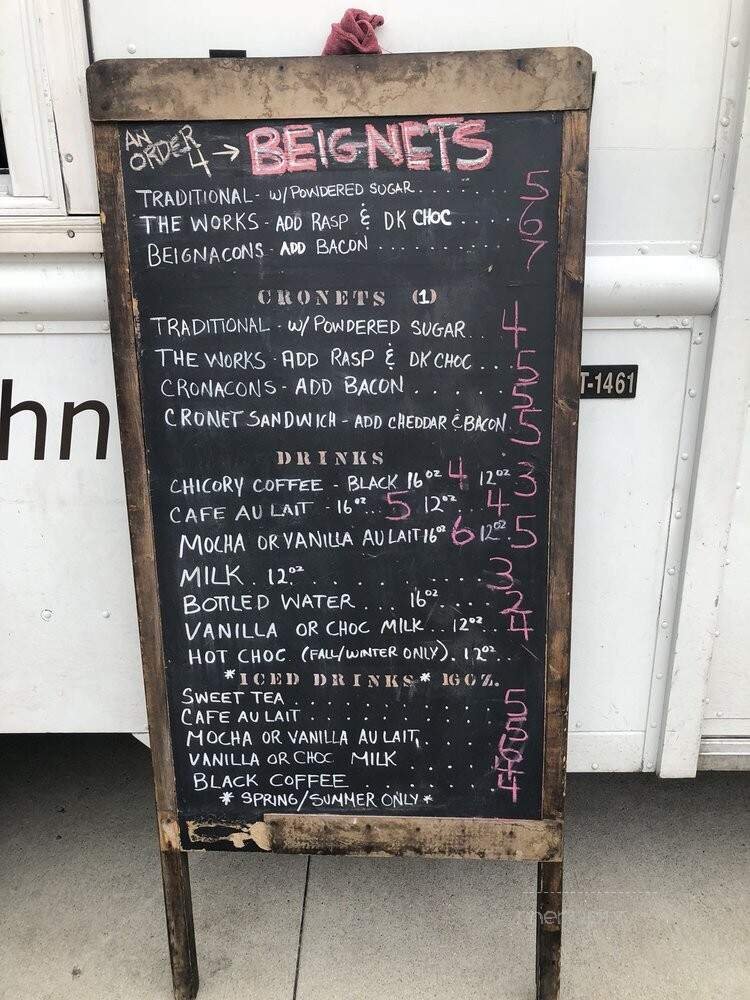 AN ORDER 4 → BEIGNETS
TRADITIONAL - W/ POWDERED SUGAR........ 5
THE WORKS - ADD RASP & DK CHOC ..... 6
BEIGNACONS - ADD BACON .......... 7
CRONETS (1)
TRADITIONAL - W/ POWDERED SUGAR... 4
THE WORKS - ADD RASP & DK CHOC ... 5
CRONACONS - ADD BACON ..... 5
CRONET SANDWICH - ADD CHEDDAR & BACON. 5
DRINKS
CHICORY COFFEE - BLACK 16oz 4 12oz 3
CAFE AU LAIT - 16oz... 5 12oz... 4
MOCHA OR VANILLA AU LAIT 16oz 6 12oz 5
MILK . 12oz......... 3
BOTTLED WATER ... 16oz.... 2
VANILLA OR CHOC MILK . 12oz... 4
HOT CHOC (FALL/WINTER ONLY). 12oz..
*ICED DRINKS* 16OZ.
SWEET TEA .......... 5
CAFE AU LAIT ......... 5
MOCHA OR VANILLA AU LAIT.... 6
VANILLA OR CHOC MILK .....
BLACK COFFEE ....... 4
* SPRING/SUMMER ONLY *
hn
T-1461